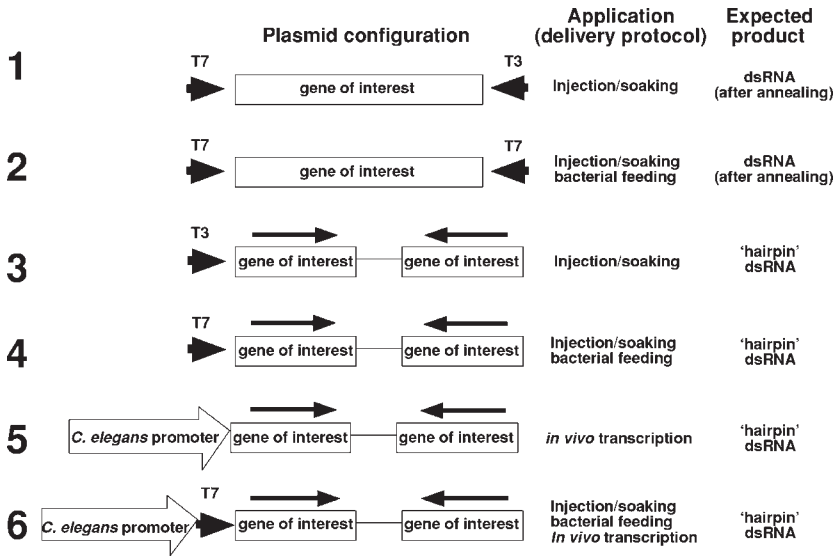 Plasmid configuration
Application
(delivery protocol)
Expected
product
1
T7
T3
gene of interest
Injection/soaking
dsRNA
(after annealing)
2
T7
T7
gene of interest
Injection/soaking
bacterial feeding
dsRNA
(after annealing)
3
T3
gene of interest
gene of interest
Injection/soaking
'hairpin'
dsRNA
4
T7
gene of interest
gene of interest
Injection/soaking
bacterial feeding
'hairpin'
dsRNA
5
C. elegans promoter
gene of interest
gene of interest
in vivo transcription
'hairpin'
dsRNA
6
C. elegans promoter
T7
gene of interest
gene of interest
Injection/soaking
bacterial feeding
In vivo transcription
'hairpin'
dsRNA